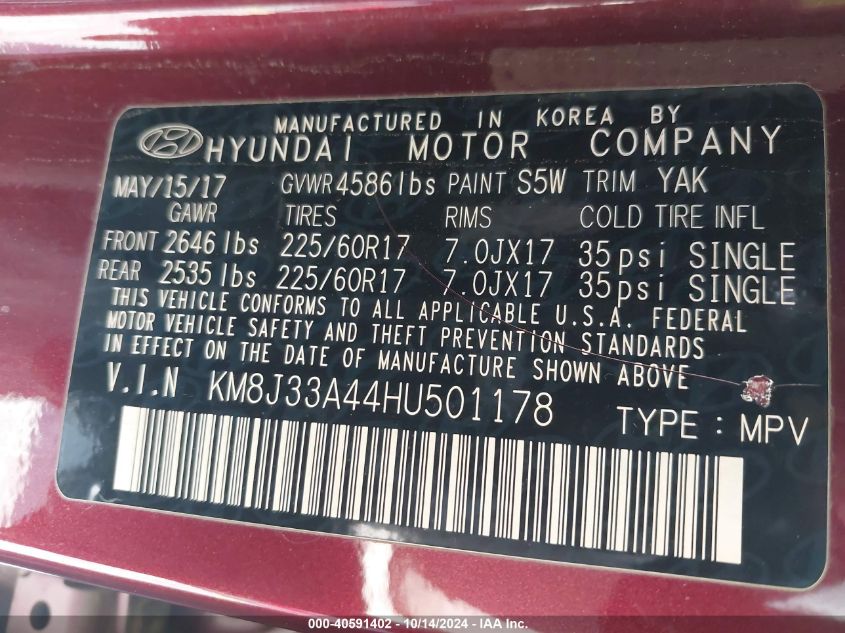 MANUFACTURED IN KOREA BY
HYUNDAI MOTOR COMPANY
MAY/15/17 GVWR 4586lbs PAINT S5W TRIM YAK
GAWR TIRES RIMS COLD TIRE INFL
FRONT 2646 lbs 225/60R17 7.0JX17 35psi SINGLE
REAR 2535 lbs 225/60R17 7.0JX17 35psi SINGLE
THIS VEHICLE CONFORMS TO ALL APPLICABLE U.S.A. FEDERAL
MOTOR VEHICLE SAFETY AND THEFT PREVENTION STANDARDS
IN EFFECT ON THE DATE OF MANUFACTURE SHOWN ABOVE
V.I.N KM8J33A44HU501178 TYPE : MPV
000-40591402 - 10/14/2024 - IAA Inc.